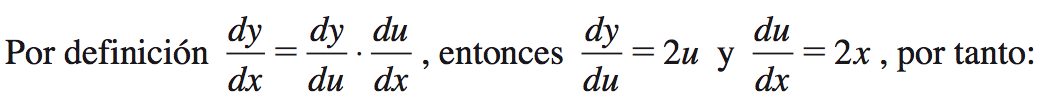 Por definición dy/dx = dy/du · du/dx , entonces dy/du = 2u y du/dx = 2x , por tanto: